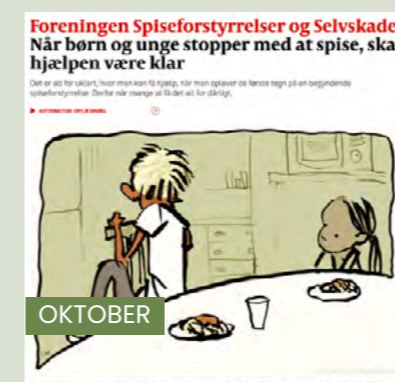 Foreningen Spiseforstyrrelser og Selvskade
Når børn og unge stopper med at spise, ska
hjælpen være klar
Det er alt for uklart, hvor man kan få hjælp, når man oplever de første tegn på en begyndende
spiseforstyrrelse. Derfor når mange at få det alt for dårligt.
AUTOMATISK OPLÆSNING
OKTOBER